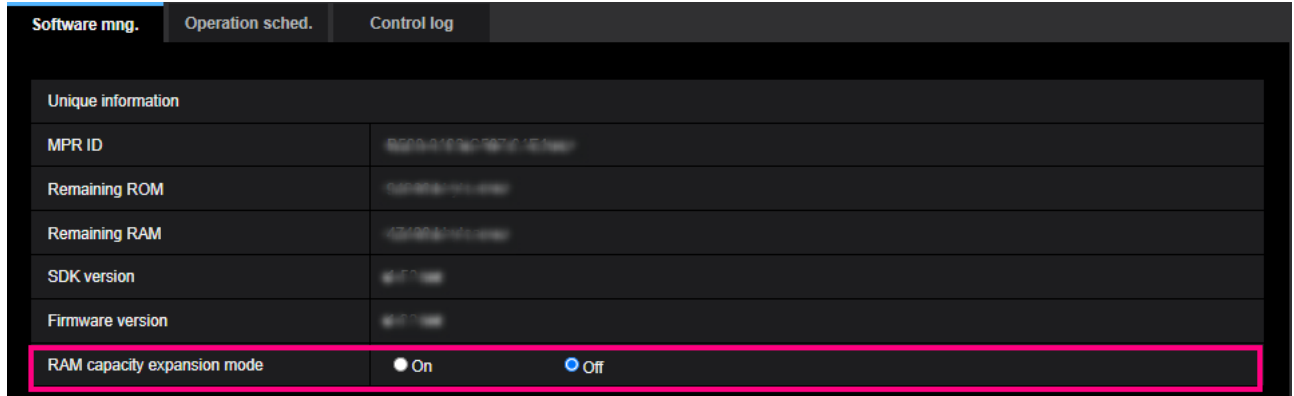 Software mng. Operation sched. Control log
Unique information
MPR ID
Remaining ROM
Remaining RAM
SDK version
Firmware version
RAM capacity expansion mode On Off